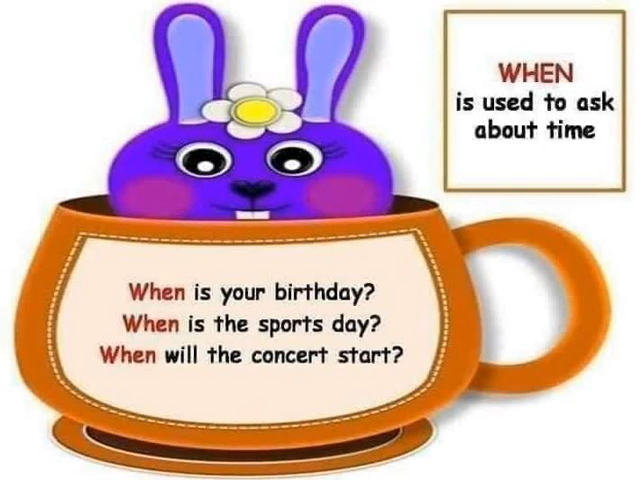 WHEN
is used to ask
about time
When is your birthday?
When is the sports day?
When will the concert start?